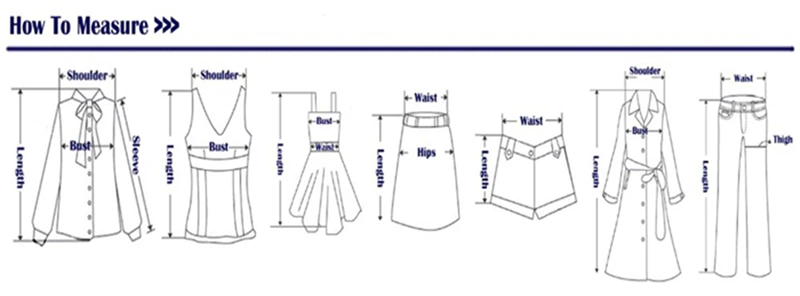 How To Measure >>>
Shoulder
Bust
Length
Sleeve
Shoulder
Bust
Length
Bust
Waist
Length
Waist
Hips
Length
Waist
Length
Shoulder
Bust
Length
Waist
Thigh
Length